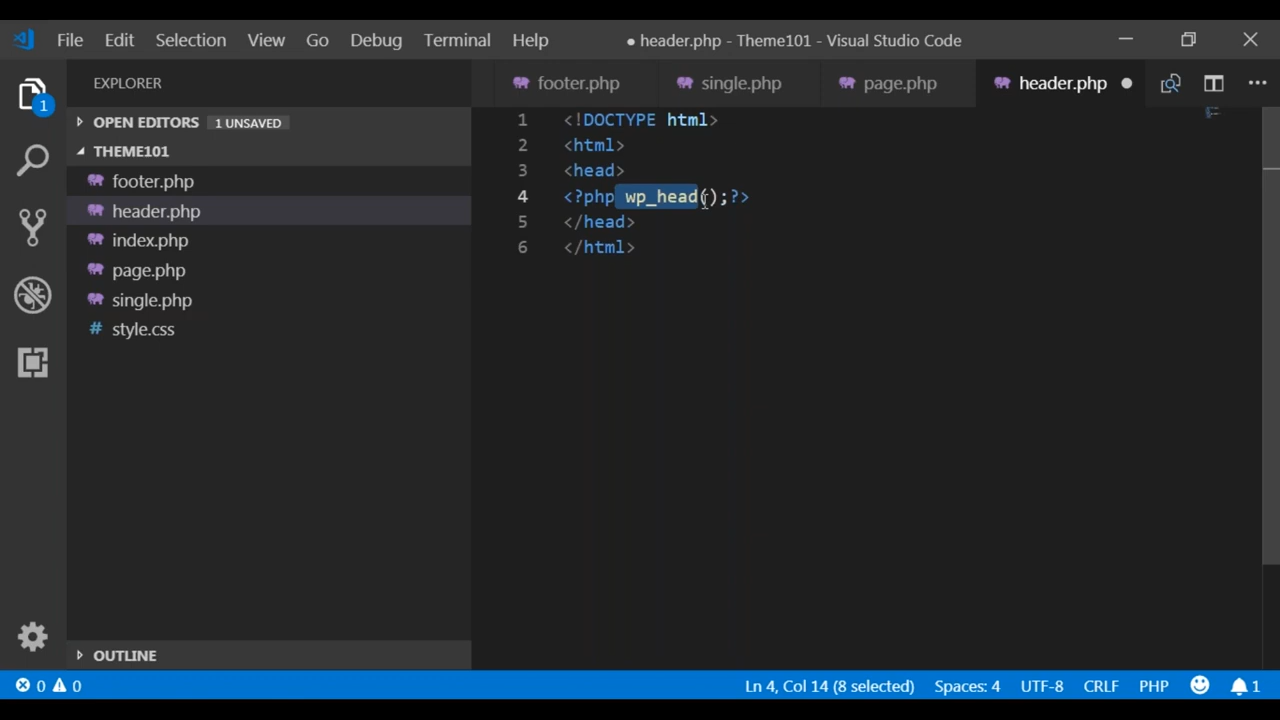 File Edit Selection View Go Debug Terminal Help ● header.php - Theme101 - Visual Studio Code
EXPLORER
footer.php single.php page.php header.php
1
OPEN EDITORS 1 UNSAVED
THEME101
footer.php
header.php
index.php
page.php
single.php
# style.css
OUTLINE
1 <!DOCTYPE html>
2 <html>
3 <head>
4 <?php wp_head();?>
5 </head>
6 </html>
0 0 Ln 4, Col 14 (8 selected) Spaces: 4 UTF-8 CRLF PHP 1